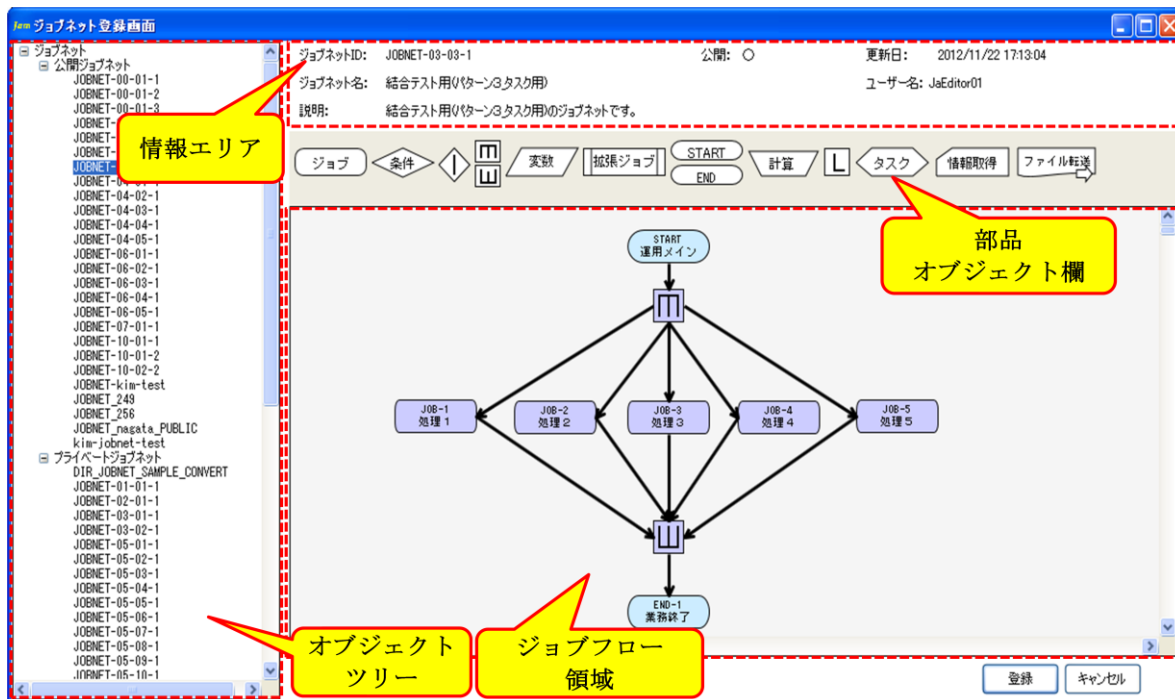 Jam ジョブネット登録画面
ジョブネット
公開ジョブネット
JOBNET-00-01-1
JOBNET-00-01-2
JOBNET-00-01-3
JOBNET-04-02-1
JOBNET-04-03-1
JOBNET-04-04-1
JOBNET-04-05-1
JOBNET-06-01-1
JOBNET-06-02-1
JOBNET-06-03-1
JOBNET-06-04-1
JOBNET-06-05-1
JOBNET-07-01-1
JOBNET-10-01-1
JOBNET-10-01-2
JOBNET-10-02-2
JOBNET-kim-test
JOBNET_249
JOBNET_256
JOBNET_nagata_PUBLIC
kim-jobnet-test
プライベートジョブネット
DIR_JOBNET_SAMPLE_CONVERT
JOBNET-01-01-1
JOBNET-02-01-1
JOBNET-03-01-1
JOBNET-03-02-1
JOBNET-05-01-1
JOBNET-05-02-1
JOBNET-05-03-1
JOBNET-05-04-1
JOBNET-05-05-1
JOBNET-05-06-1
JOBNET-05-07-1
JOBNET-05-08-1
JOBNET-05-09-1
JOBNET-05-10-1
情報エリア
オブジェクト
ツリー
ジョブネットID: JOBNET-03-03-1 公開: ○ 更新日: 2012/11/22 17:13:04
ジョブネット名: 結合テスト用(パターン3_タスク用) ユーザー名: JaEditor01
説明: 結合テスト用(パターン3_タスク用)のジョブネットです。
ジョブ 条件 変数 拡張ジョブ START END 計算 L タスク 情報取得 ファイル転送
部品
オブジェクト欄
START
運用メイン
JOB-1
処理1
JOB-2
処理2
JOB-3
処理3
JOB-4
処理4
JOB-5
処理5
END-1
業務終了
ジョブフロー
領域
登録 キャンセル